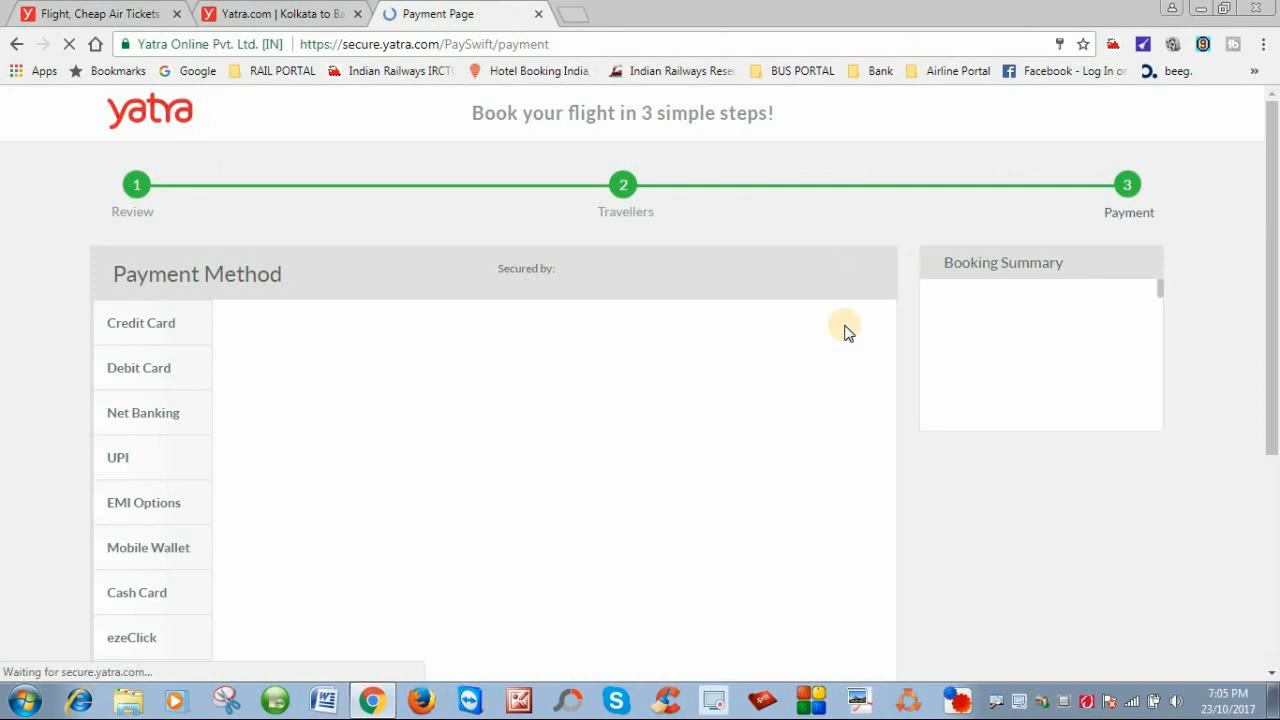 Flight, Cheap Air Tickets
Yatra.com | Kolkata to Ba
Payment Page
Yatra Online Pvt. Ltd. [IN]
https://secure.yatra.com/PaySwift/payment
Apps
Bookmarks
Google
RAIL PORTAL
Indian Railways IRCTC
Hotel Booking India,
Indian Railways Rese
BUS PORTAL
Bank
Airline Portal
Facebook - Log In or
beeg.
»
yatra
Book your flight in 3 simple steps!
1
2
3
Review
Travellers
Payment
Payment Method
Secured by:
Booking Summary
Credit Card
Debit Card
Net Banking
UPI
EMI Options
Mobile Wallet
Cash Card
ezeClick
Waiting for secure.yatra.com...
7:05 PM
23/10/2017